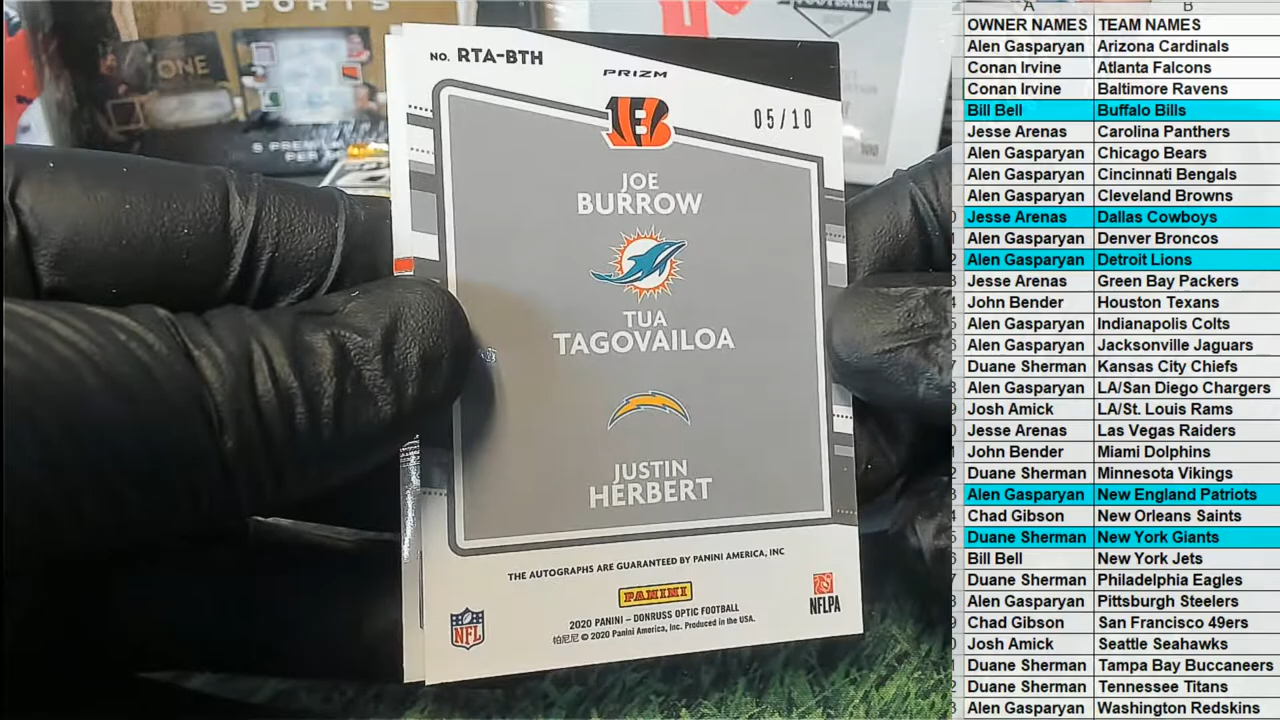 SPORTS
ONE
NO. RTA-BTH
PRIZM
05/10
JOE
BURROW
TUA
TAGOVAILOA
JUSTIN
HERBERT
THE AUTOGRAPHS ARE GUARANTEED BY PANINI AMERICA, INC
PANINI
2020 PANINI – DONRUSS OPTIC FOOTBALL
帕尼尼 © 2020 Panini America, Inc. Produced in the USA.
NFL
NFLPA
A B
OWNER NAMES TEAM NAMES
Alen Gasparyan Arizona Cardinals
Conan Irvine Atlanta Falcons
Conan Irvine Baltimore Ravens
Bill Bell Buffalo Bills
Jesse Arenas Carolina Panthers
Alen Gasparyan Chicago Bears
Alen Gasparyan Cincinnati Bengals
Alen Gasparyan Cleveland Browns
Jesse Arenas Dallas Cowboys
Alen Gasparyan Denver Broncos
Alen Gasparyan Detroit Lions
Jesse Arenas Green Bay Packers
John Bender Houston Texans
Alen Gasparyan Indianapolis Colts
Alen Gasparyan Jacksonville Jaguars
Duane Sherman Kansas City Chiefs
Alen Gasparyan LA/San Diego Chargers
Josh Amick LA/St. Louis Rams
Jesse Arenas Las Vegas Raiders
John Bender Miami Dolphins
Duane Sherman Minnesota Vikings
Alen Gasparyan New England Patriots
Chad Gibson New Orleans Saints
Duane Sherman New York Giants
Bill Bell New York Jets
Duane Sherman Philadelphia Eagles
Alen Gasparyan Pittsburgh Steelers
Chad Gibson San Francisco 49ers
Josh Amick Seattle Seahawks
Duane Sherman Tampa Bay Buccaneers
Duane Sherman Tennessee Titans
Alen Gasparyan Washington Redskins